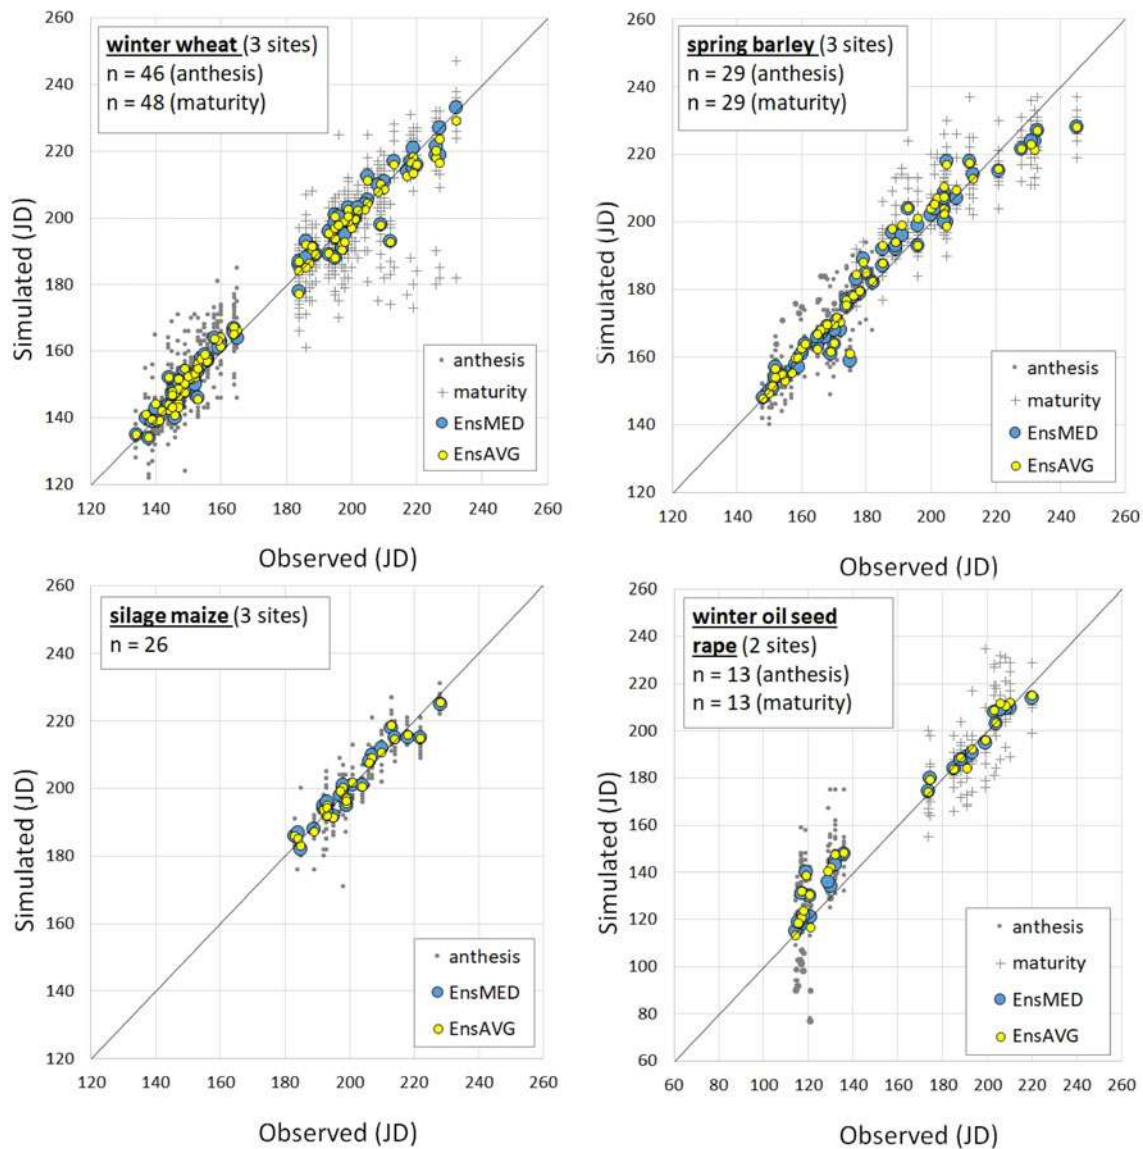 260
240
220
200
180
160
140
120
winter wheat (3 sites)
n = 46 (anthesis)
n = 48 (maturity)
anthesis
maturity
EnsMED
EnsAVG
120 140 160 180 200 220 240 260
Simulated (JD)
Observed (JD)
260
240
220
200
180
160
140
120
spring barley (3 sites)
n = 29 (anthesis)
n = 29 (maturity)
anthesis
maturity
EnsMED
EnsAVG
120 140 160 180 200 220 240 260
Simulated (JD)
Observed (JD)
260
240
220
200
180
160
140
120
silage maize (3 sites)
n = 26
anthesis
EnsMED
EnsAVG
120 140 160 180 200 220 240 260
Simulated (JD)
Observed (JD)
260
240
220
200
180
160
140
120
100
80
60
winter oil seed
rape (2 sites)
n = 13 (anthesis)
n = 13 (maturity)
anthesis
maturity
EnsMED
EnsAVG
60 80 100 120 140 160 180 200 220 240 260
Simulated (JD)
Observed (JD)